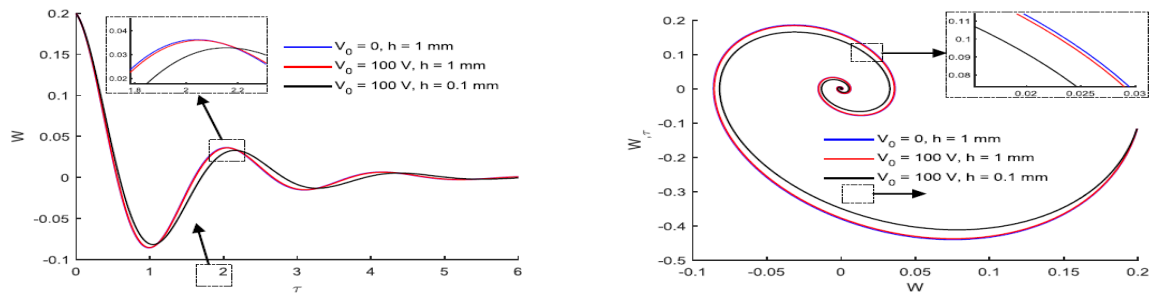 0.2
0.15
0.1
0.05
0
-0.05
-0.1
W
0 1 2 3 4 5 6
τ
0.04
0.03
0.02
1.8 2 2.2
V₀ = 0, h = 1 mm
V₀ = 100 V, h = 1 mm
V₀ = 100 V, h = 0.1 mm
0.2
0.1
0
-0.1
-0.2
-0.3
-0.4
-0.5
W,τ
-0.1 -0.05 0 0.05 0.1 0.15 0.2
W
0.11
0.1
0.09
0.08
0.02 0.025 0.03
V₀ = 0, h = 1 mm
V₀ = 100 V, h = 1 mm
V₀ = 100 V, h = 0.1 mm